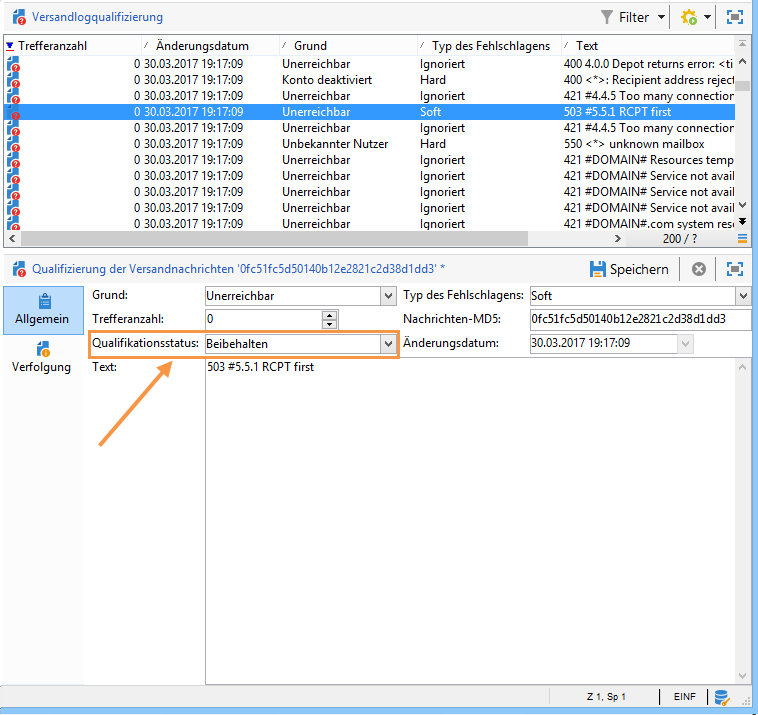 Versandlogqualifizierung Filter
Trefferanzahl Änderungsdatum Grund Typ des Fehlschlagens Text
0 30.03.2017 19:17:09 Unerreichbar Ignoriert 400 4.0.0 Depot returns error: <ti
0 30.03.2017 19:17:09 Konto deaktiviert Hard 400 <*>: Recipient address reject
0 30.03.2017 19:17:09 Unerreichbar Ignoriert 421 #4.4.5 Too many connection
0 30.03.2017 19:17:09 Unerreichbar Soft 503 #5.5.1 RCPT first
0 30.03.2017 19:17:09 Unerreichbar Ignoriert 421 #4.4.5 Too many connection
0 30.03.2017 19:17:09 Unbekannter Nutzer Hard 550 <*> unknown mailbox
0 30.03.2017 19:17:09 Unerreichbar Ignoriert 421 #DOMAIN# Resources temp
0 30.03.2017 19:17:09 Unerreichbar Ignoriert 421 #DOMAIN# Service not avai
0 30.03.2017 19:17:09 Unerreichbar Ignoriert 421 #DOMAIN# Service not avai
0 30.03.2017 19:17:09 Unerreichbar Ignoriert 421 #DOMAIN# Service not avai
0 30.03.2017 19:17:09 Unerreichbar Ignoriert 421 #DOMAIN#.com system reso
200 / ?
Qualifizierung der Versandnachrichten '0fc51fc5d50140b12e2821c2d38d1dd3' * Speichern
Allgemein
Verfolgung
Grund: Unerreichbar Typ des Fehlschlagens: Soft
Trefferanzahl: 0 Nachrichten-MD5: 0fc51fc5d50140b12e2821c2d38d1dd3
Qualifikationsstatus: Beibehalten Änderungsdatum: 30.03.2017 19:17:09
Text: 503 #5.5.1 RCPT first
Z 1, Sp 1 EINF